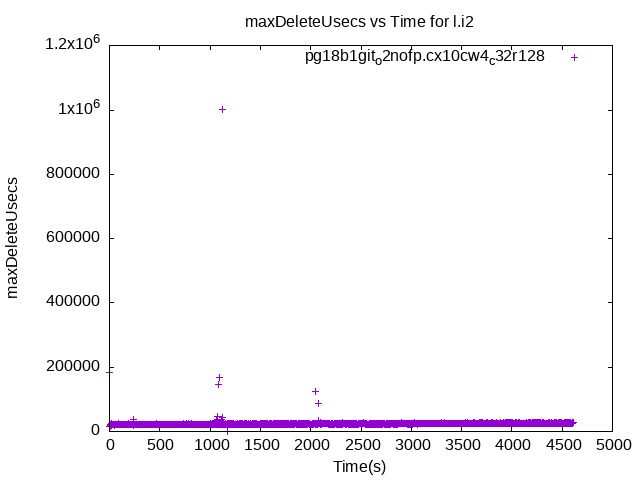 maxDeleteUsecs vs Time for l.i2
pg18b1git_o2nofp.cx10cw4_c32r128
1.2x10^6
1x10^6
800000
600000
400000
200000
0
maxDeleteUsecs
0 500 1000 1500 2000 2500 3000 3500 4000 4500 5000
Time(s)